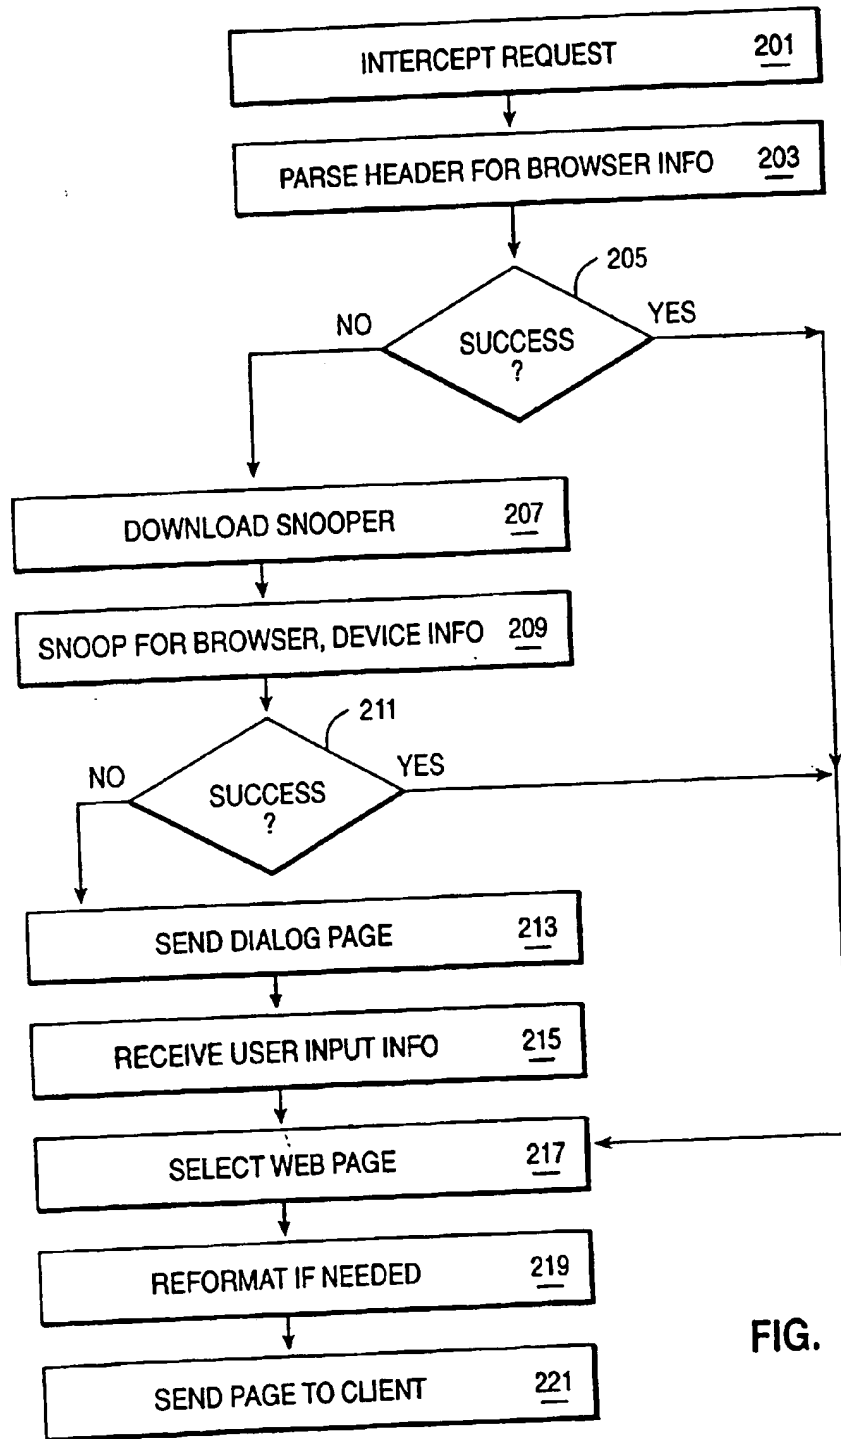 INTERCEPT REQUEST 201
PARSE HEADER FOR BROWSER INFO 203
205
NO
YES
SUCCESS
?
DOWNLOAD SNOOPER 207
SNOOP FOR BROWSER, DEVICE INFO 209
211
NO
YES
SUCCESS
?
SEND DIALOG PAGE 213
RECEIVE USER INPUT INFO 215
SELECT WEB PAGE 217
REFORMAT IF NEEDED 219
FIG.
SEND PAGE TO CLIENT 221